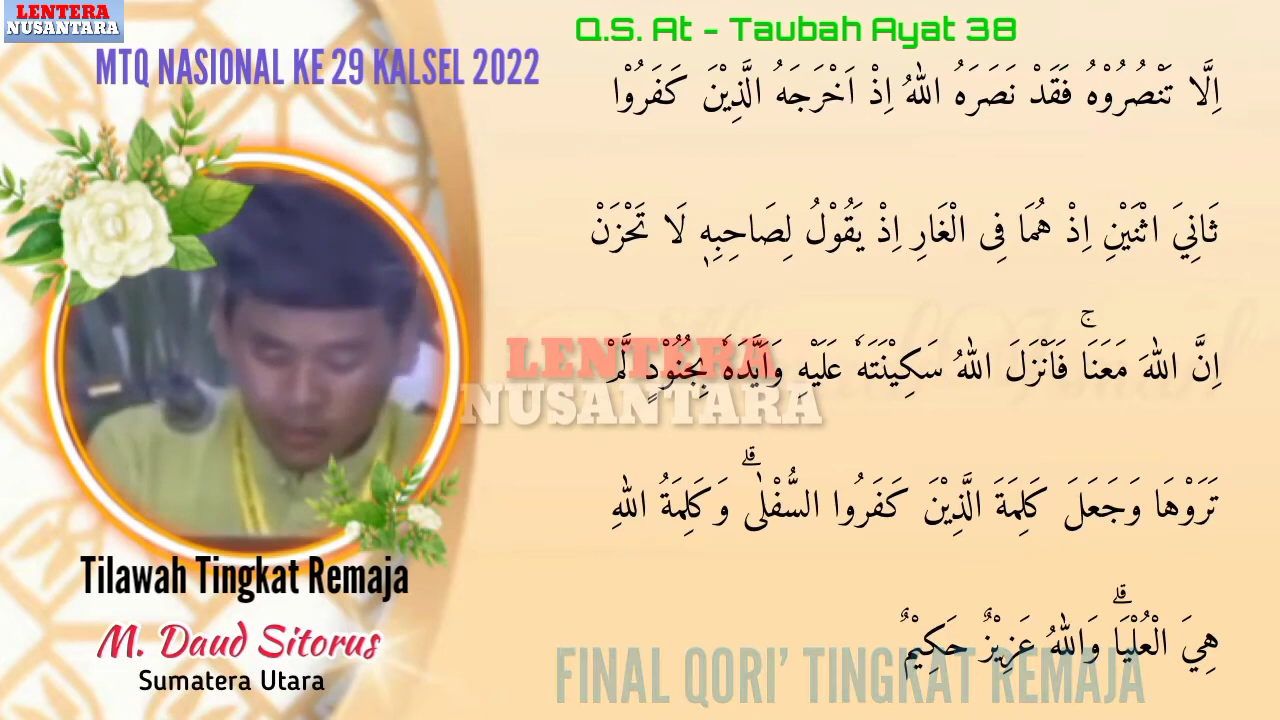 LENTERA
NUSANTARA
MTQ NASIONAL KE 29 KALSEL 2022
Q.S. At - Taubah Ayat 38
اِلَّا تَنْصُرُوْهُ فَقَدْ نَصَرَهُ اللّٰهُ اِذْ اَخْرَجَهُ الَّذِيْنَ كَفَرُوْا
ثَانِيَ اثْنَيْنِ اِذْ هُمَا فِى الْغَارِ اِذْ يَقُوْلُ لِصَاحِبِهٖ لَا تَحْزَنْ
اِنَّ اللّٰهَ مَعَنَاۚ فَاَنْزَلَ اللّٰهُ سَكِيْنَتَهٗ عَلَيْهِ وَاَيَّدَهٗ بِجُنُوْدٍ لَّمْ
LENTERA
NUSANTARA
تَرَوْهَا وَجَعَلَ كَلِمَةَ الَّذِيْنَ كَفَرُوا السُّفْلٰىۗ وَكَلِمَةُ اللّٰهِ
هِيَ الْعُلْيَاۗ وَاللّٰهُ عَزِيْزٌ حَكِيْمٌ
Tilawah Tingkat Remaja
M. Daud Sitorus
Sumatera Utara
FINAL QORI' TINGKAT REMAJA